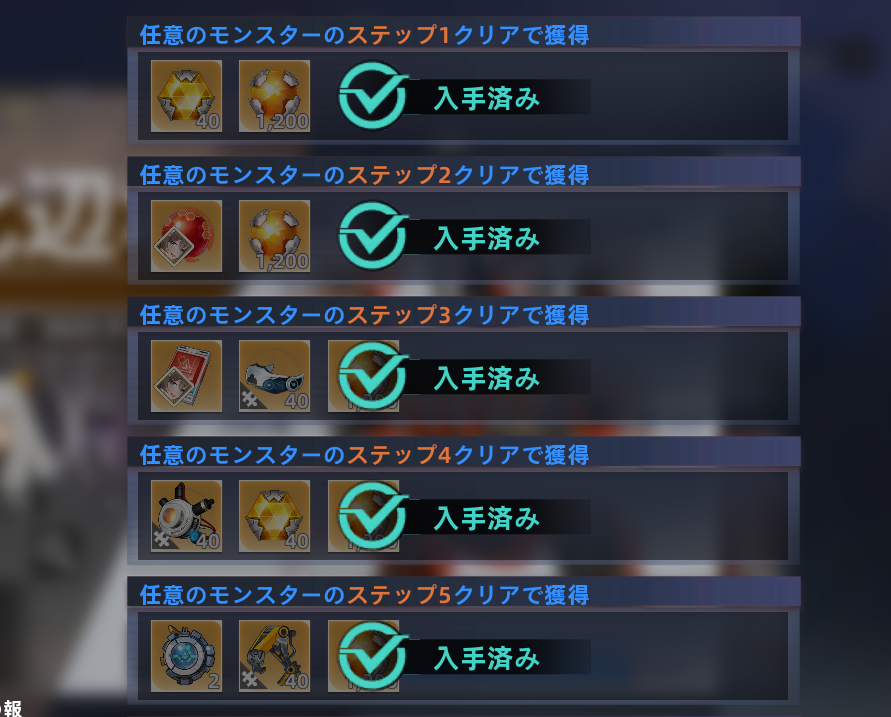 任意のモンスターのステップ1クリアで獲得
40 1,200 入手済み
任意のモンスターのステップ2クリアで獲得
1,200 入手済み
任意のモンスターのステップ3クリアで獲得
40 入手済み
任意のモンスターのステップ4クリアで獲得
40 40 入手済み
任意のモンスターのステップ5クリアで獲得
2 40 入手済み
報